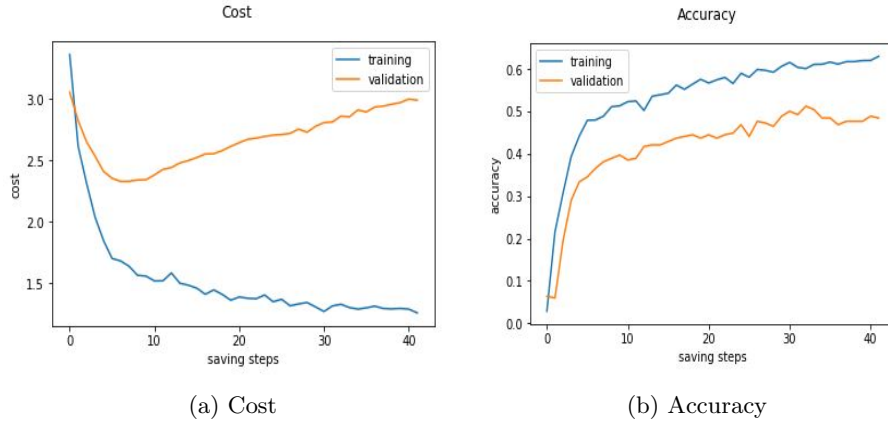 Cost
training
validation
3.0
2.5
2.0
1.5
cost
0
10
20
30
40
saving steps
(a) Cost
Accuracy
training
validation
0.6
0.5
0.4
0.3
0.2
0.1
0.0
accuracy
0
10
20
30
40
saving steps
(b) Accuracy